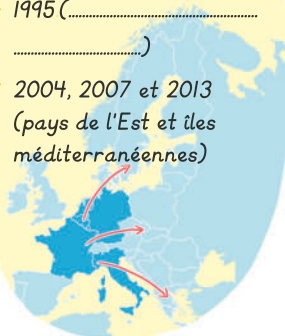 1995 (...............................................
................................)
2004, 2007 et 2013
(pays de l'Est et îles
méditerranéennes)